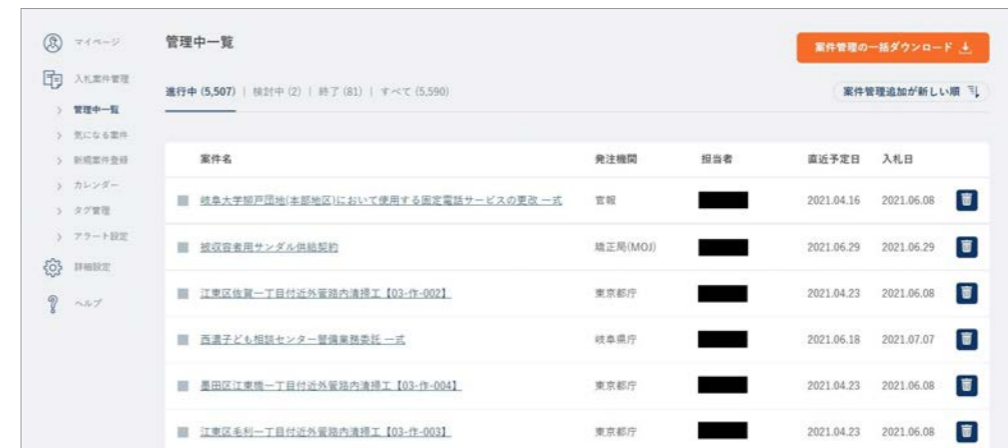 マイページ
入札案件管理
管理中一覧
気になる案件
新規案件登録
カレンダー
タグ管理
アラート設定
詳細設定
ヘルプ
管理中一覧
案件管理の一括ダウンロード
進行中 (5,507) | 検討中 (2) | 終了 (81) | すべて (5,590)
案件管理追加が新しい順
案件名 発注機関 担当者 直近予定日 入札日
岐阜大学柳戸団地(本部地区)において使用する固定電話サービスの更改 一式 官報 2021.04.16 2021.06.08
被収容者用サンダル供給契約 矯正局(MOJ) 2021.06.29 2021.06.29
江東区佐賀一丁目付近外管路内清掃工【03-作-002】 東京都庁 2021.04.23 2021.06.08
西濃子ども相談センター警備業務委託 一式 岐阜県庁 2021.06.18 2021.07.07
墨田区江東橋一丁目付近外管路内清掃工【03-作-004】 東京都庁 2021.04.23 2021.06.08
江東区毛利一丁目付近外管路内清掃工【03-作-003】 東京都庁 2021.04.23 2021.06.08